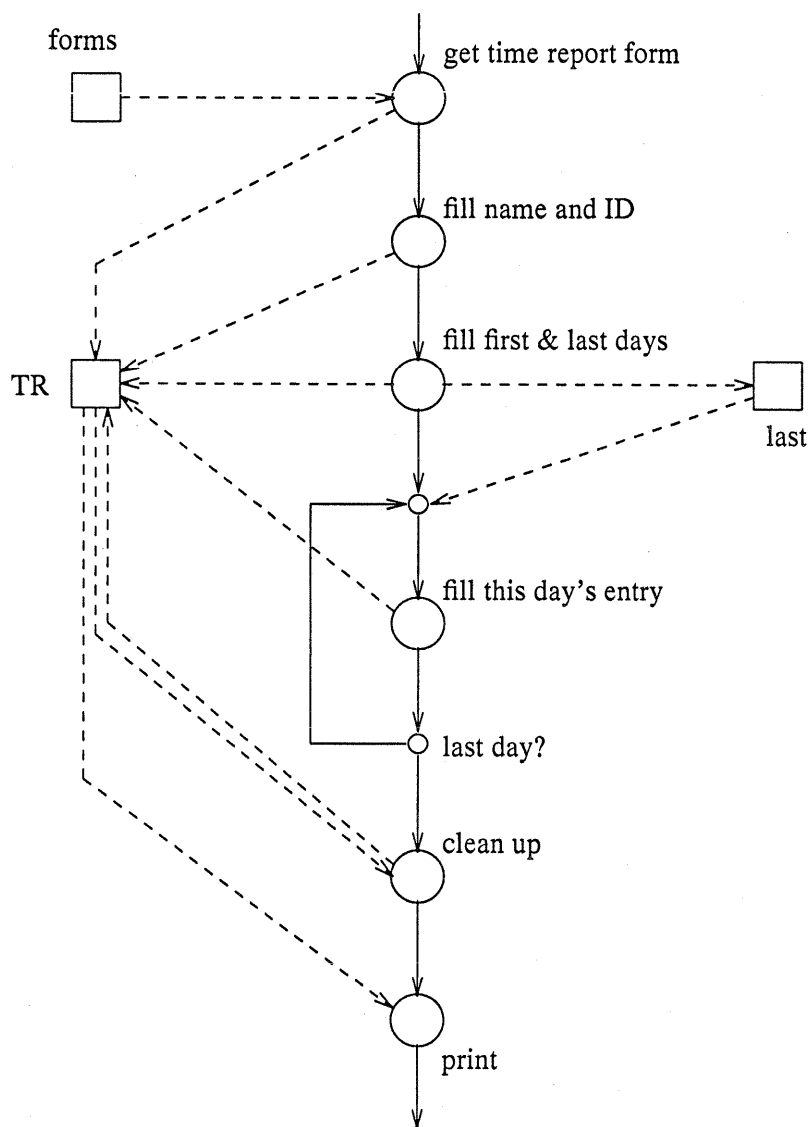 forms
get time report form
fill name and ID
fill first & last days
TR
last
fill this day's entry
last day?
clean up
print